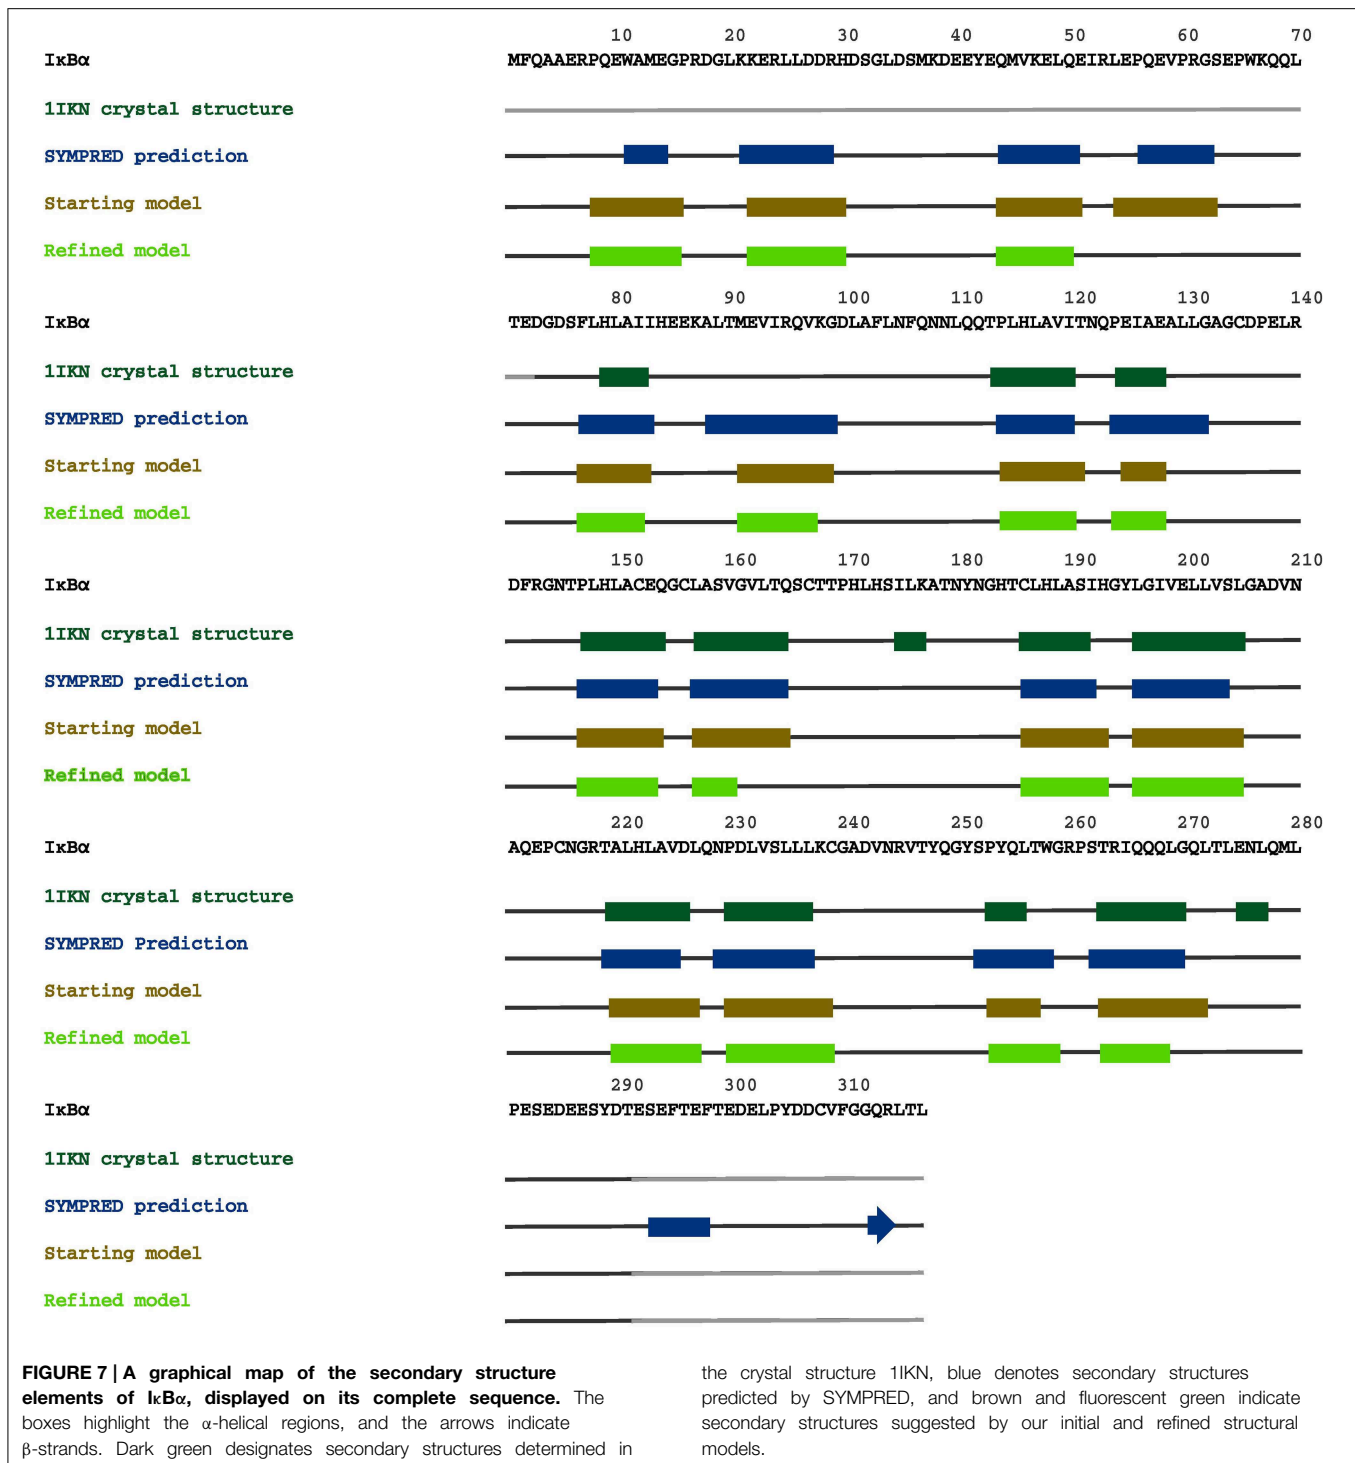 10 20 30 40 50 60 70
IκBα MFQAAERPQEWAMEGPRDGLKKERLLDDRHDSGLDSMKDEEYEQMVKELQEIRLEPQEVPRGSEPWKQQL
1IKN crystal structure
SYMPRED prediction
Starting model
Refined model
80 90 100 110 120 130 140
IκBα TEDGDSFLHLAIIHEEKALTMEVIRQVKGDLAFLNFQNNLQQTPLHLAVITNQPEIAEALLGAGCDPELR
1IKN crystal structure
SYMPRED prediction
Starting model
Refined model
150 160 170 180 190 200 210
IκBα DFRGNTPLHLACEQGCLASVGVLTQSCTTPHLHSILKATNYNGHTCLHLASIHGYLGIVELLVSLGADVN
1IKN crystal structure
SYMPRED prediction
Starting model
Refined model
220 230 240 250 260 270 280
IκBα AQEPCNGRTALHLAVDLQNPDLVSLLLKCGADVNRVTYQGYSPYQLTWGRPSTRIQQQLGQLTLENLQML
1IKN crystal structure
SYMPRED Prediction
Starting model
Refined model
290 300 310
IκBα PESEDEESYDTESEFTEFTEDELPYDDCVFGGQRLTL
1IKN crystal structure
SYMPRED prediction
Starting model
Refined model
FIGURE 7 | A graphical map of the secondary structure
elements of IκBα, displayed on its complete sequence. The
boxes highlight the α-helical regions, and the arrows indicate
β-strands. Dark green designates secondary structures determined in
the crystal structure 1IKN, blue denotes secondary structures
predicted by SYMPRED, and brown and fluorescent green indicate
secondary structures suggested by our initial and refined structural
models.